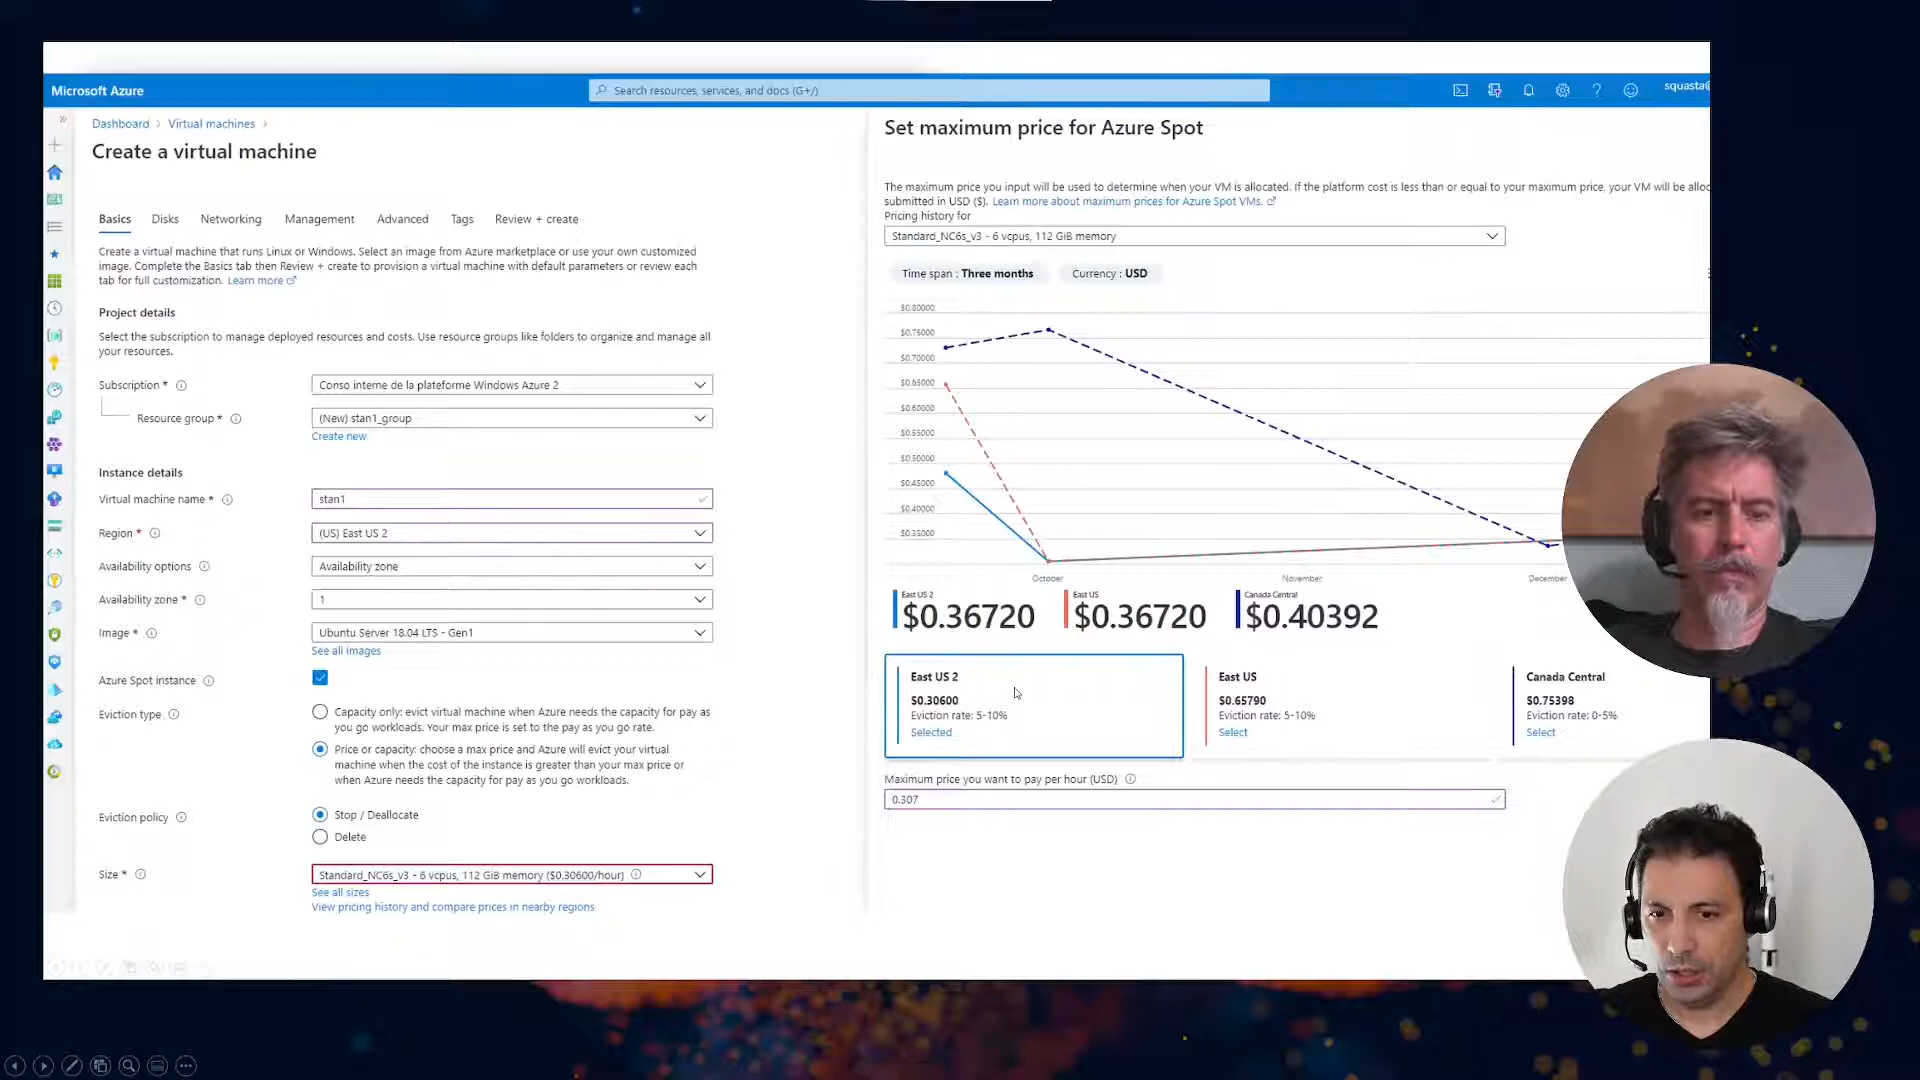 Microsoft Azure
Search resources, services, and docs (G+/)
squasta@
Dashboard > Virtual machines >
Create a virtual machine
Basics Disks Networking Management Advanced Tags Review + create
Create a virtual machine that runs Linux or Windows. Select an image from Azure marketplace or use your own customized
image. Complete the Basics tab then Review + create to provision a virtual machine with default parameters or review each
tab for full customization. Learn more
Project details
Select the subscription to manage deployed resources and costs. Use resource groups like folders to organize and manage all
your resources.
Subscription *
Conso interne de la plateforme Windows Azure 2
Resource group *
(New) stan1_group
Create new
Instance details
Virtual machine name *
stan1
Region *
(US) East US 2
Availability options
Availability zone
Availability zone *
1
Image *
Ubuntu Server 18.04 LTS - Gen1
See all images
Azure Spot instance
Eviction type
Capacity only: evict virtual machine when Azure needs the capacity for pay as
you go workloads. Your max price is set to the pay as you go rate.
Price or capacity: choose a max price and Azure will evict your virtual
machine when the cost of the instance is greater than your max price or
when Azure needs the capacity for pay as you go workloads.
Eviction policy
Stop / Deallocate
Delete
Size *
Standard_NC6s_v3 - 6 vcpus, 112 GiB memory ($0.30600/hour)
See all sizes
View pricing history and compare prices in nearby regions
Set maximum price for Azure Spot
The maximum price you input will be used to determine when your VM is allocated. If the platform cost is less than or equal to your maximum price, your VM will be alloc
submitted in USD ($). Learn more about maximum prices for Azure Spot VMs.
Pricing history for
Standard_NC6s_v3 - 6 vcpus, 112 GiB memory
Time span : Three months Currency : USD
$0.80000
$0.75000
$0.70000
$0.65000
$0.60000
$0.55000
$0.50000
$0.45000
$0.40000
$0.35000
October November December
East US 2 East US Canada Central
$0.36720 $0.36720 $0.40392
East US 2
$0.30600
Eviction rate: 5-10%
Selected
East US
$0.65790
Eviction rate: 5-10%
Select
Canada Central
$0.75398
Eviction rate: 0-5%
Select
Maximum price you want to pay per hour (USD)
0.307